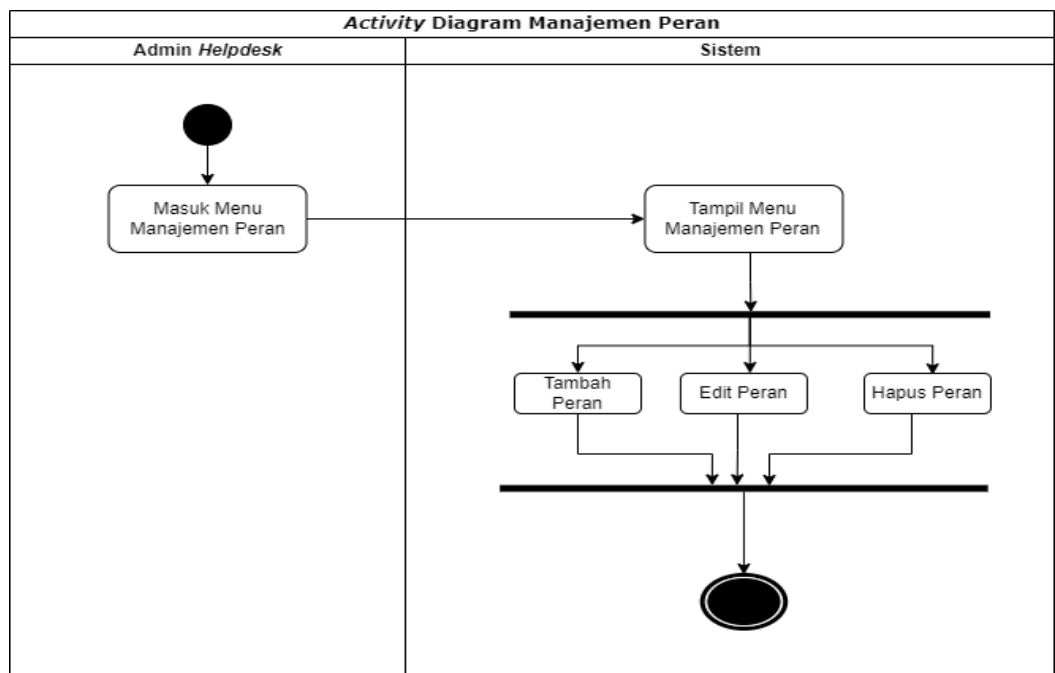 Activity Diagram Manajemen Peran
Admin Helpdesk
Sistem
Masuk Menu
Manajemen Peran
Tampil Menu
Manajemen Peran
Tambah
Peran
Edit Peran
Hapus Peran